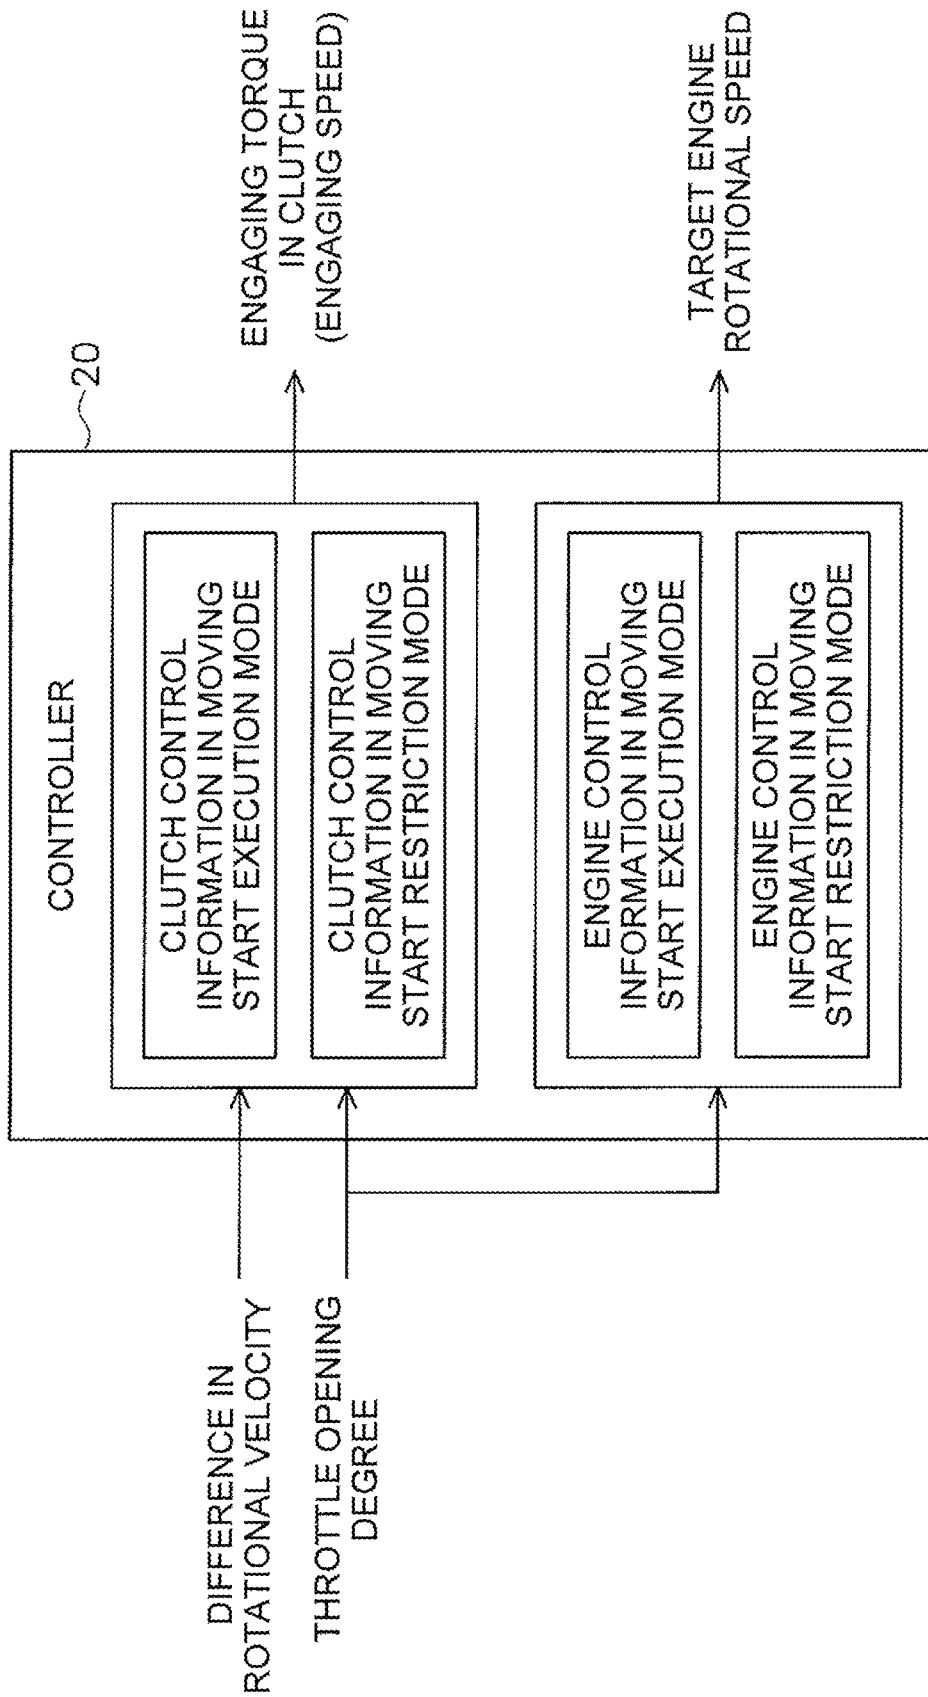 CONTROLLER
20
DIFFERENCE IN
ROTATIONAL VELOCITY
THROTTLE OPENING
DEGREE
CLUTCH CONTROL
INFORMATION IN MOVING
START EXECUTION MODE
CLUTCH CONTROL
INFORMATION IN MOVING
START RESTRICTION MODE
ENGAGING TORQUE
IN CLUTCH
(ENGAGING SPEED)
ENGINE CONTROL
INFORMATION IN MOVING
START EXECUTION MODE
ENGINE CONTROL
INFORMATION IN MOVING
START RESTRICTION MODE
TARGET ENGINE
ROTATIONAL SPEED